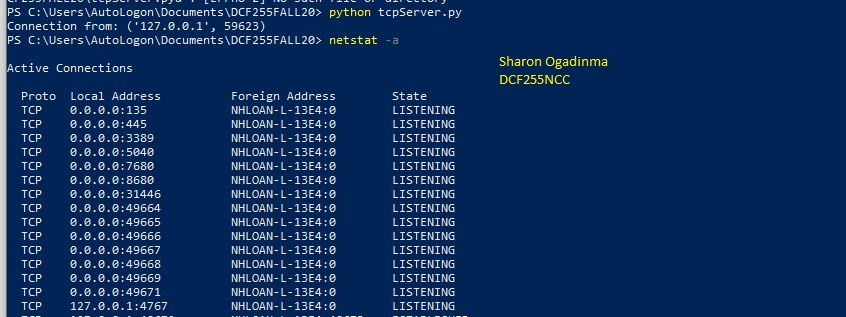 PS C:\Users\AutoLogon\Documents\DCF255FALL20> python tcpServer.py
Connection from: ('127.0.0.1', 59623)
PS C:\Users\AutoLogon\Documents\DCF255FALL20> netstat -a
Sharon Ogadinma
DCF255NCC
Active Connections
Proto Local Address Foreign Address State
TCP 0.0.0.0:135 NHLOAN-L-13E4:0 LISTENING
TCP 0.0.0.0:445 NHLOAN-L-13E4:0 LISTENING
TCP 0.0.0.0:3389 NHLOAN-L-13E4:0 LISTENING
TCP 0.0.0.0:5040 NHLOAN-L-13E4:0 LISTENING
TCP 0.0.0.0:7680 NHLOAN-L-13E4:0 LISTENING
TCP 0.0.0.0:8680 NHLOAN-L-13E4:0 LISTENING
TCP 0.0.0.0:31446 NHLOAN-L-13E4:0 LISTENING
TCP 0.0.0.0:49664 NHLOAN-L-13E4:0 LISTENING
TCP 0.0.0.0:49665 NHLOAN-L-13E4:0 LISTENING
TCP 0.0.0.0:49666 NHLOAN-L-13E4:0 LISTENING
TCP 0.0.0.0:49667 NHLOAN-L-13E4:0 LISTENING
TCP 0.0.0.0:49668 NHLOAN-L-13E4:0 LISTENING
TCP 0.0.0.0:49669 NHLOAN-L-13E4:0 LISTENING
TCP 0.0.0.0:49671 NHLOAN-L-13E4:0 LISTENING
TCP 127.0.0.1:4767 NHLOAN-L-13E4:0 LISTENING